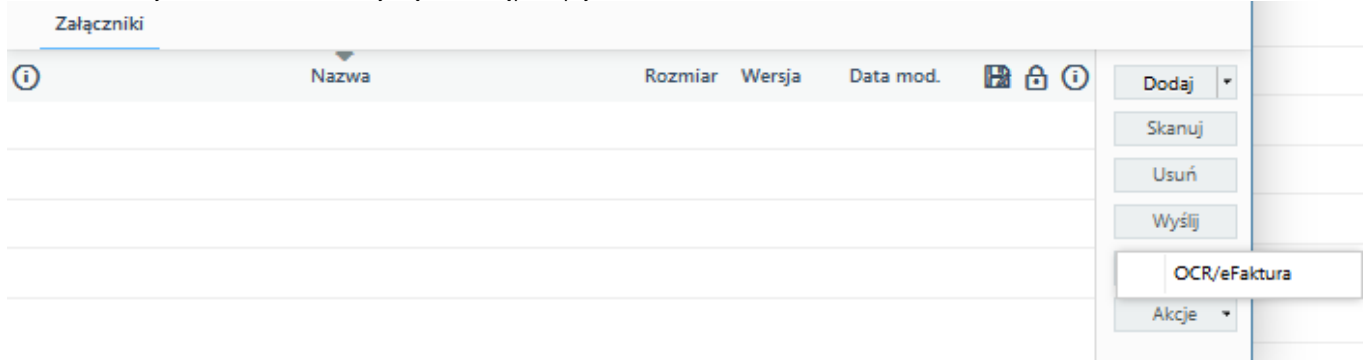 Załączniki
Nazwa Rozmiar Wersja Data mod.
Dodaj
Skanuj
Usuń
Wyślij
OCR/eFaktura
Akcje